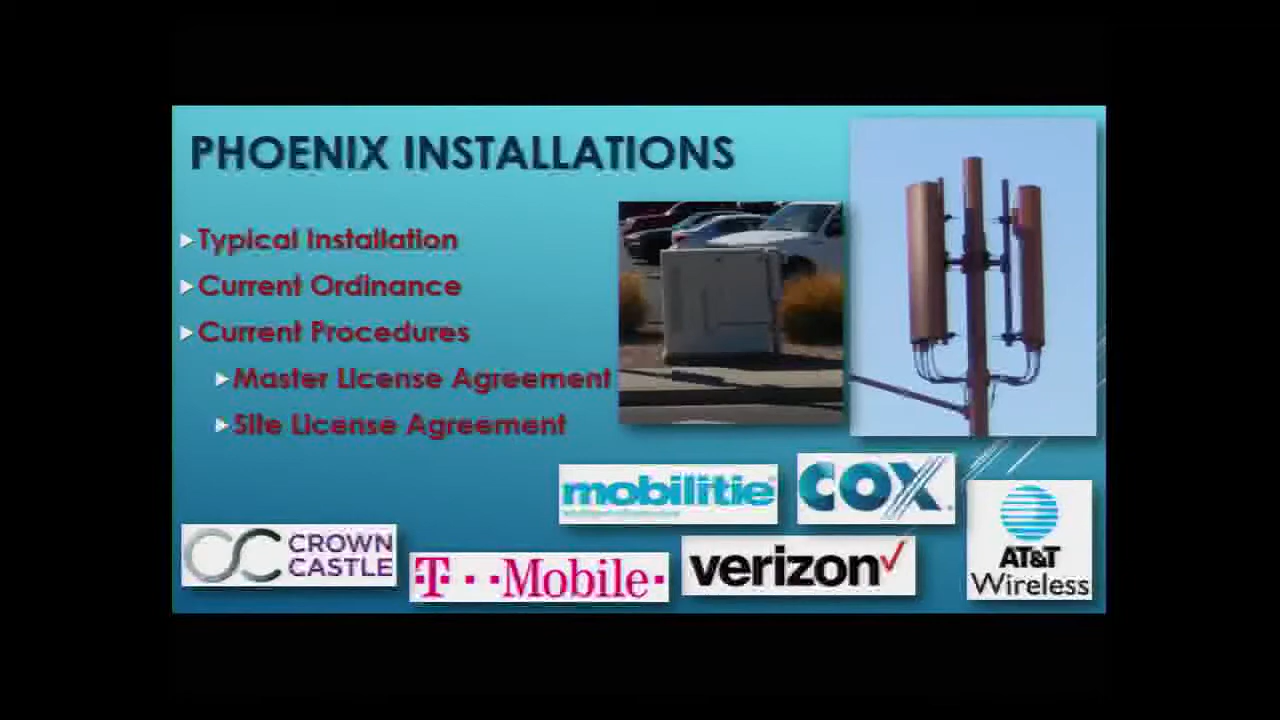 PHOENIX INSTALLATIONS
Typical Installation
Current Ordinance
Current Procedures
Master License Agreement
Site License Agreement
mobilitie
COX
CROWN
CASTLE
T··Mobile·
verizon
AT&T
Wireless